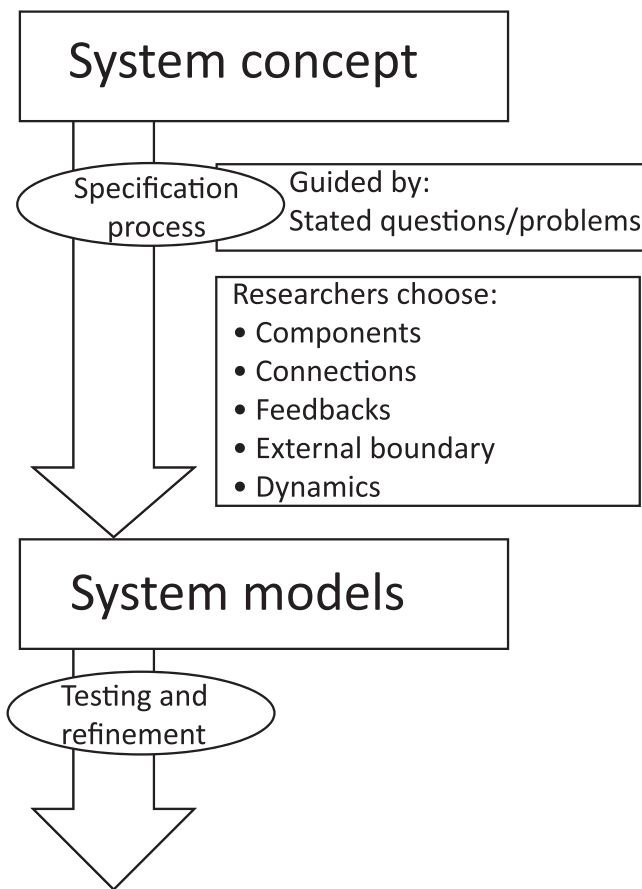 System concept
Specification
process
Guided by:
Stated questions/problems
Researchers choose:
• Components
• Connections
• Feedbacks
• External boundary
• Dynamics
System models
Testing and
refinement